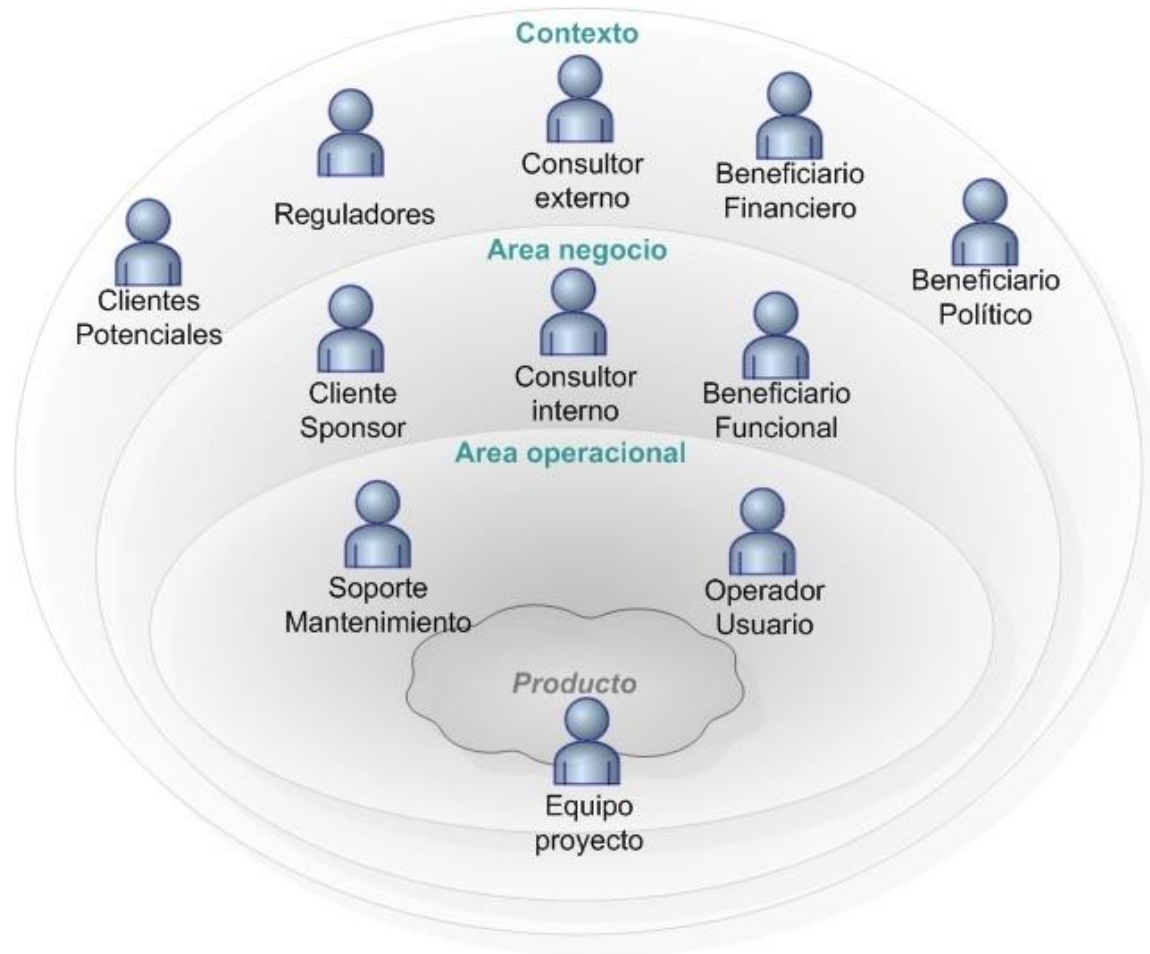 Contexto
Consultor
externo
Beneficiario
Financiero
Reguladores
Beneficiario
Político
Clientes
Potenciales
Area negocio
Cliente
Sponsor
Consultor
interno
Beneficiario
Funcional
Area operacional
Soporte
Mantenimiento
Operador
Usuario
Producto
Equipo
proyecto